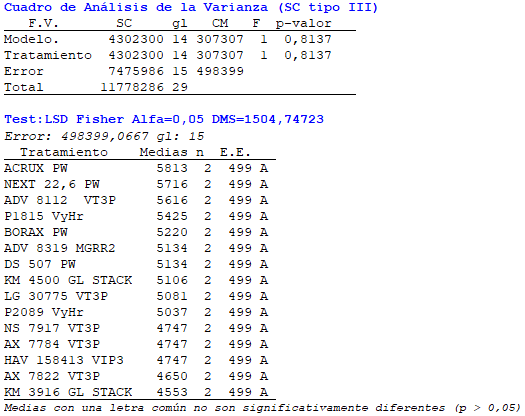 Cuadro de Análisis de la Varianza (SC tipo III)
F.V. SC gl CM F p-valor
Modelo. 4302300 14 307307 1 0,8137
Tratamiento 4302300 14 307307 1 0,8137
Error 7475986 15 498399
Total 11778286 29
Test:LSD Fisher Alfa=0,05 DMS=1504,74723
Error: 498399,0667 gl: 15
Tratamiento Medias n E.E.
ACRUX PW 5813 2 499 A
NEXT 22,6 PW 5716 2 499 A
ADV 8112 VT3P 5616 2 499 A
P1815 VyHr 5425 2 499 A
BORAX PW 5220 2 499 A
ADV 8319 MGRR2 5134 2 499 A
DS 507 PW 5134 2 499 A
KM 4500 GL STACK 5106 2 499 A
LG 30775 VT3P 5081 2 499 A
P2089 VyHr 5037 2 499 A
NS 7917 VT3P 4747 2 499 A
AX 7784 VT3P 4747 2 499 A
HAV 158413 VIP3 4747 2 499 A
AX 7822 VT3P 4650 2 499 A
KM 3916 GL STACK 4553 2 499 A
Medias con una letra común no son significativamente diferentes (p > 0,05)